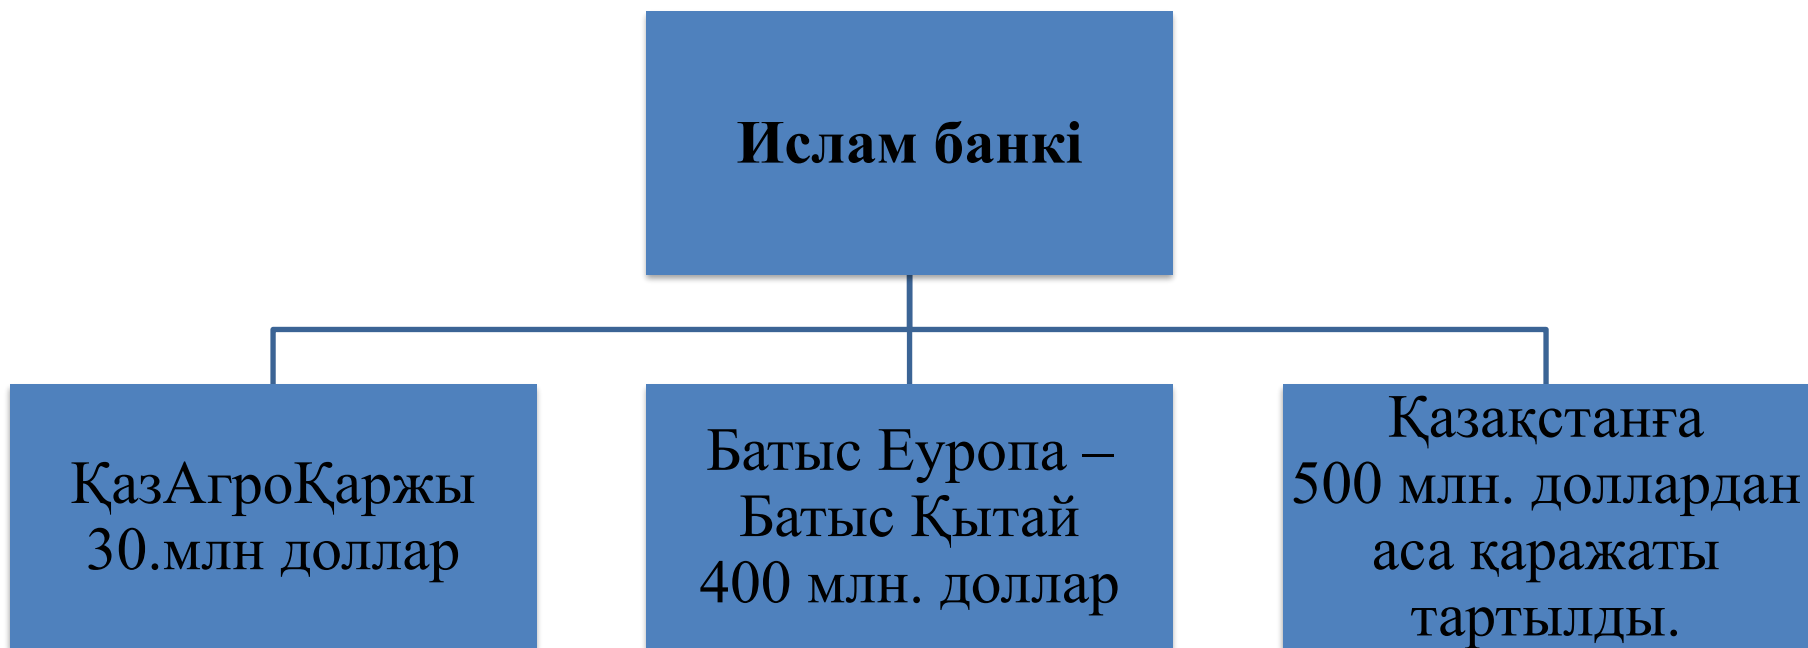 Ислам банкі
ҚазАгроҚаржы
30.млн доллар
Батыс Еуропа –
Батыс Қытай
400 млн. доллар
Қазақстанға
500 млн. доллардан
аса қаражаты
тартылды.